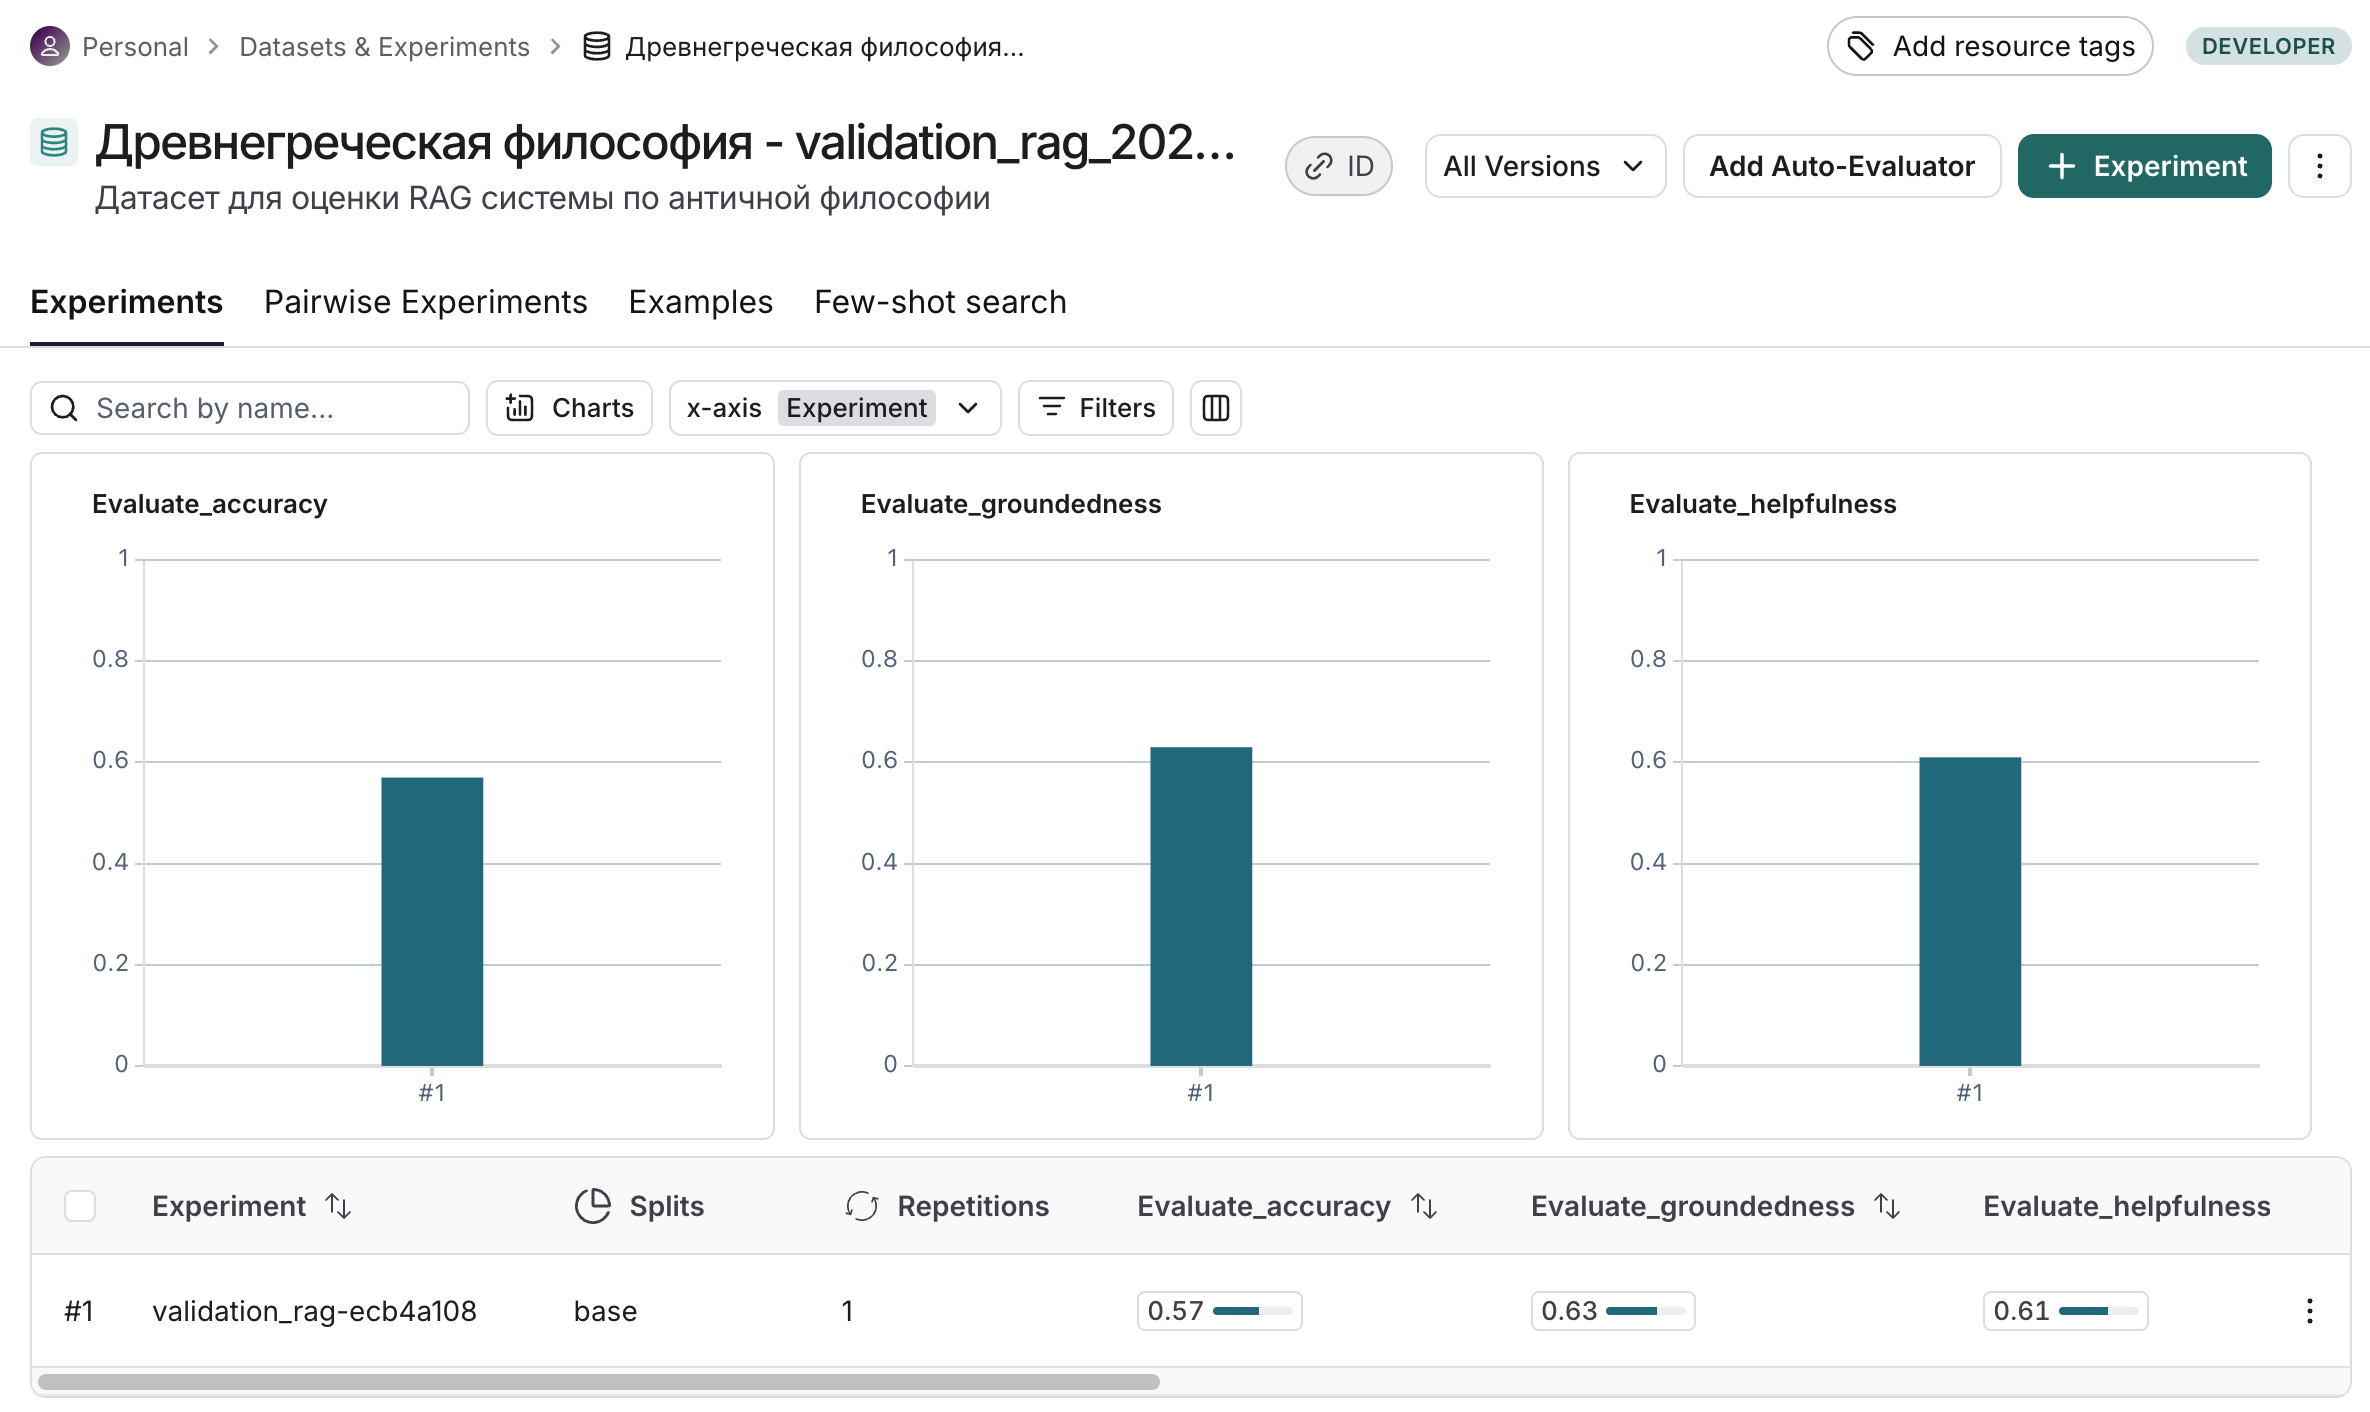 Personal > Datasets & Experiments > Древнегреческая философия...
Add resource tags
DEVELOPER
Древнегреческая философия - validation_rag_202...
Датасет для оценки RAG системы по античной философии
ID
All Versions
Add Auto-Evaluator
+ Experiment
Experiments Pairwise Experiments Examples Few-shot search
Search by name...
Charts
x-axis Experiment
Filters
Evaluate_accuracy
1
0.8
0.6
0.4
0.2
0
#1
Evaluate_groundedness
1
0.8
0.6
0.4
0.2
0
#1
Evaluate_helpfulness
1
0.8
0.6
0.4
0.2
0
#1
Experiment Splits Repetitions Evaluate_accuracy Evaluate_groundedness Evaluate_helpfulness
#1 validation_rag-ecb4a108 base 1 0.57 0.63 0.61